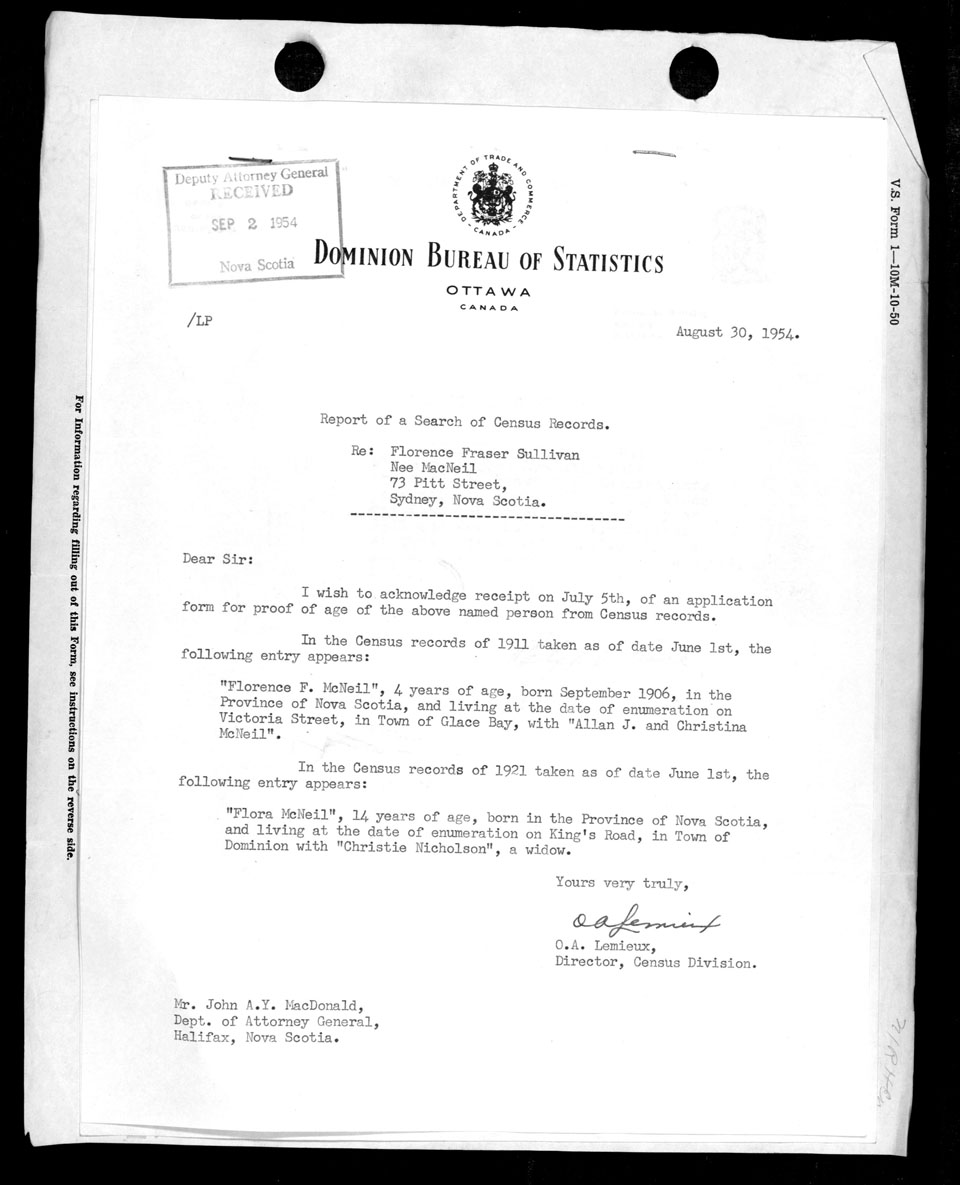 Deputy Attorney General
RECEIVED
SEP 2 1954
Nova Scotia
DEPARTMENT OF TRADE AND COMMERCE
- CANADA -
DOMINION BUREAU OF STATISTICS
OTTAWA
CANADA
/LP
August 30, 1954.
Report of a Search of Census Records.
Re: Florence Fraser Sullivan
Nee MacNeil
73 Pitt Street,
Sydney, Nova Scotia.
-----------------------------------
Dear Sir:
I wish to acknowledge receipt on July 5th, of an application
form for proof of age of the above named person from Census records.
In the Census records of 1911 taken as of date June 1st, the
following entry appears:
"Florence F. McNeil", 4 years of age, born September 1906, in the
Province of Nova Scotia, and living at the date of enumeration on
Victoria Street, in Town of Glace Bay, with "Allan J. and Christina
McNeil".
In the Census records of 1921 taken as of date June 1st, the
following entry appears:
"Flora McNeil", 14 years of age, born in the Province of Nova Scotia,
and living at the date of enumeration on King's Road, in Town of
Dominion with "Christie Nicholson", a widow.
Yours very truly,
O A Lemieux
O.A. Lemieux,
Director, Census Division.
Mr. John A.Y. MacDonald,
Dept. of Attorney General,
Halifax, Nova Scotia.
For Information regarding filling out of this Form, see instructions on the reverse side.
V.S. Form 1—10M-10-50